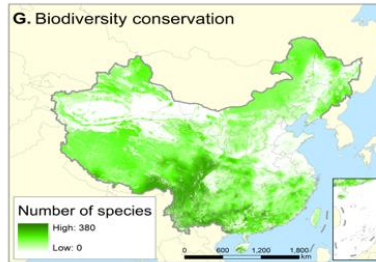 G. Biodiversity conservation
Number of species
High: 380
Low: 0
0 600 1,200 1,800
km